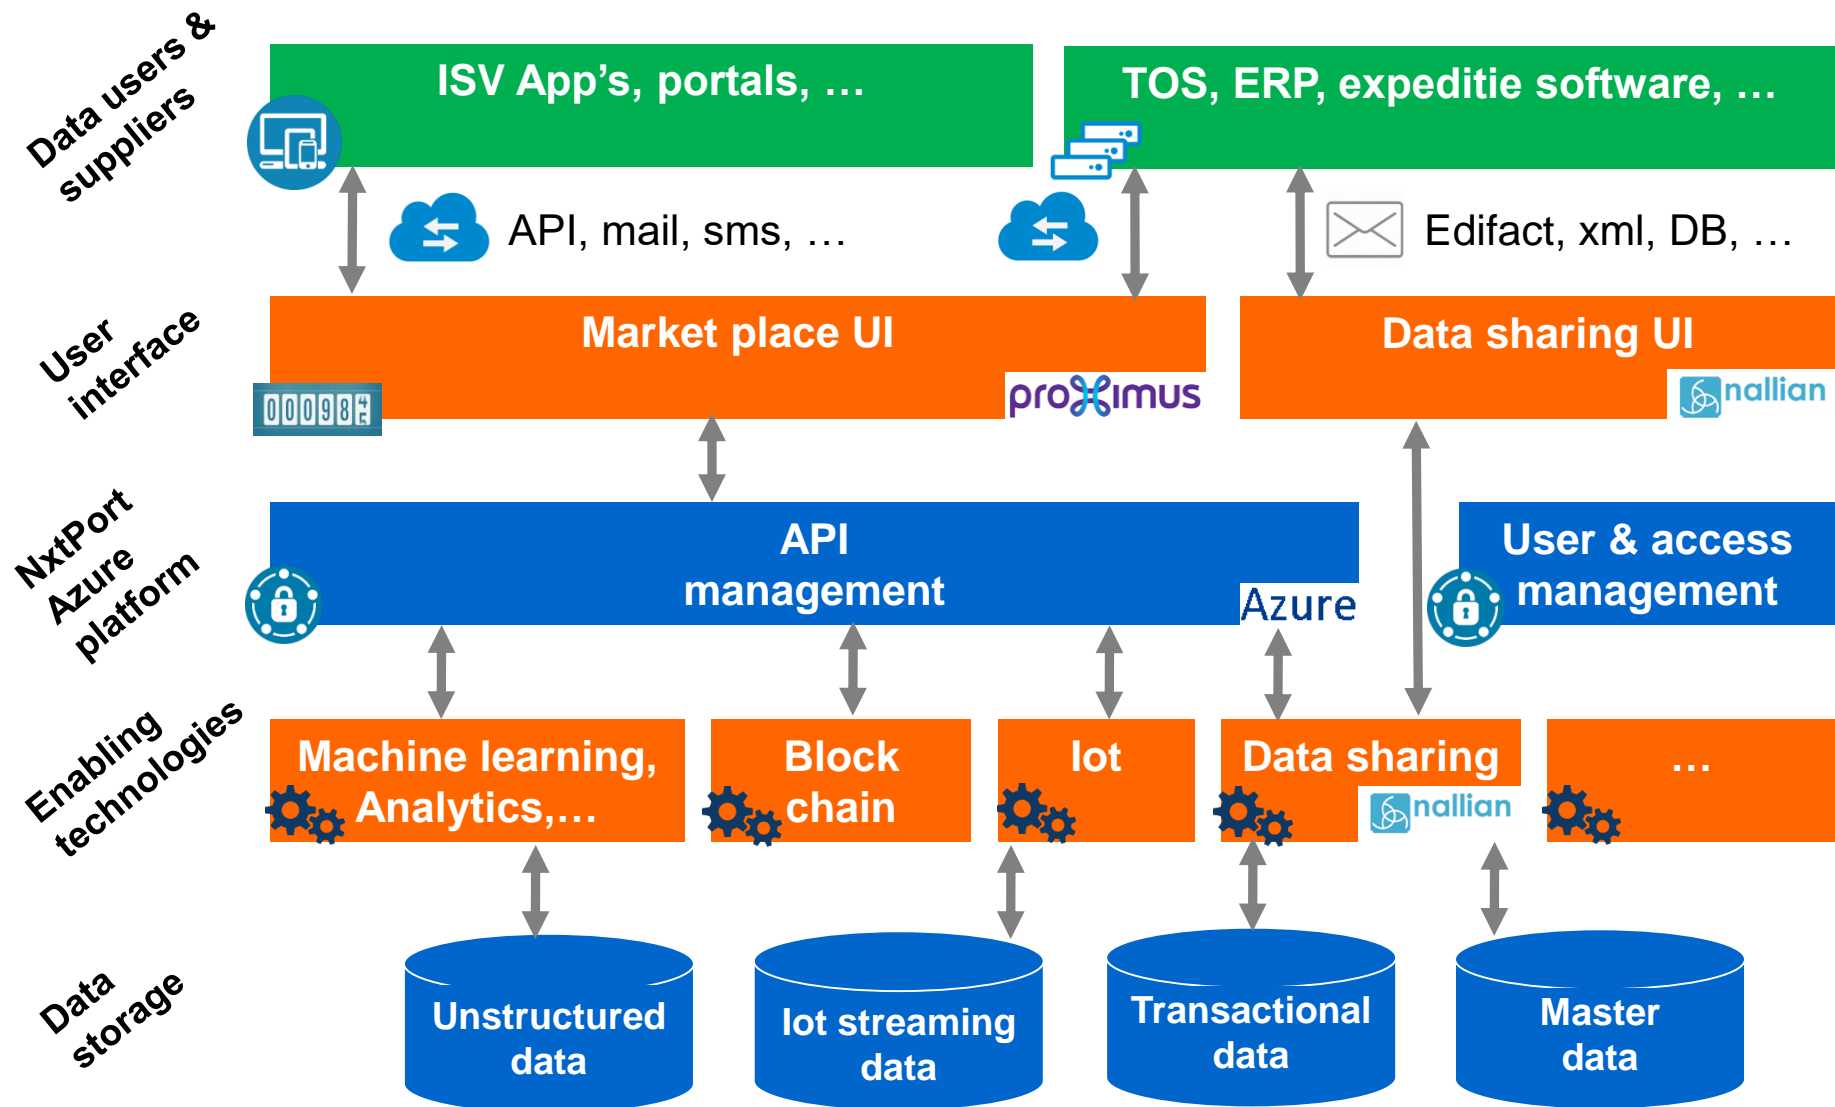 Data users &
suppliers
ISV App's, portals, …
TOS, ERP, expeditie software, …
API, mail, sms, …
Edifact, xml, DB, …
User
interface
Market place UI
proximus
Data sharing UI
nallian
NxtPort
Azure
platform
API
management
Azure
User & access
management
Enabling
technologies
Machine learning,
Analytics,…
Block
chain
Iot
Data sharing
nallian
…
Data
storage
Unstructured
data
Iot streaming
data
Transactional
data
Master
data